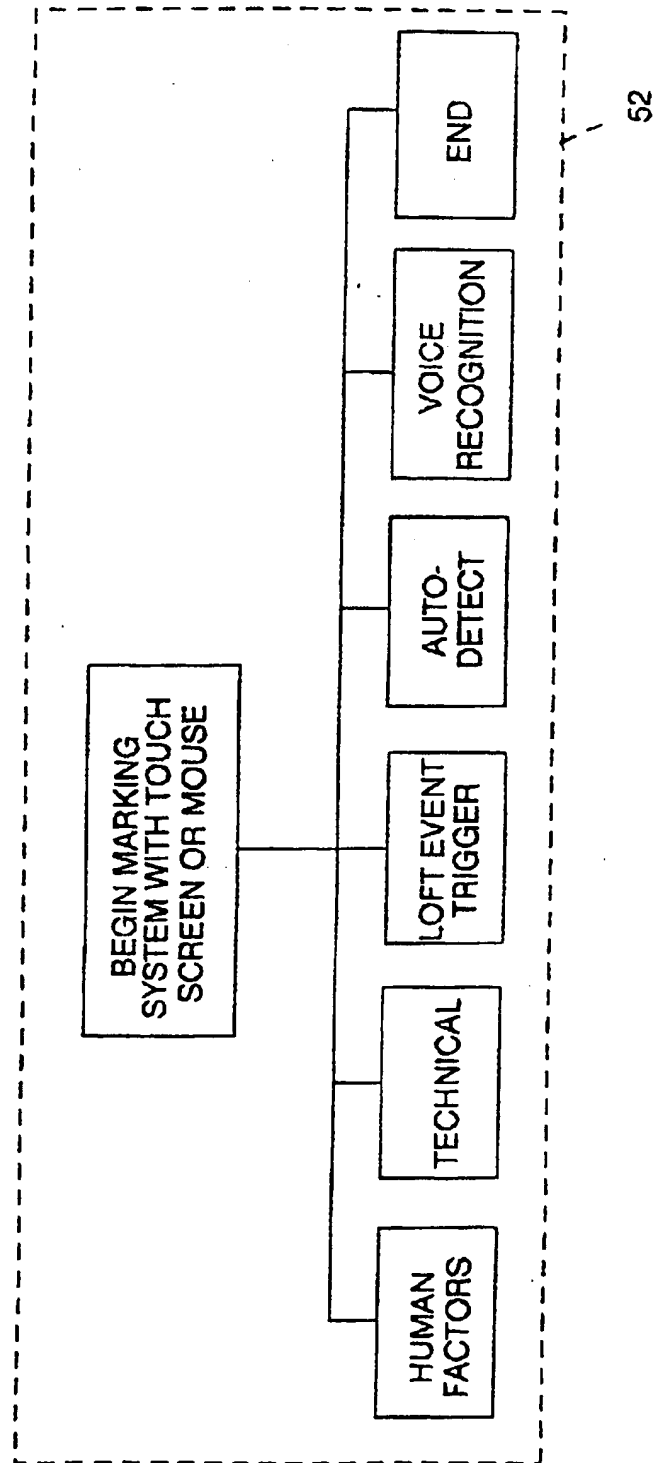 BEGIN MARKING
SYSTEM WITH TOUCH
SCREEN OR MOUSE
HUMAN
FACTORS
TECHNICAL
LOFT EVENT
TRIGGER
AUTO-
DETECT
VOICE
RECOGNITION
END
52